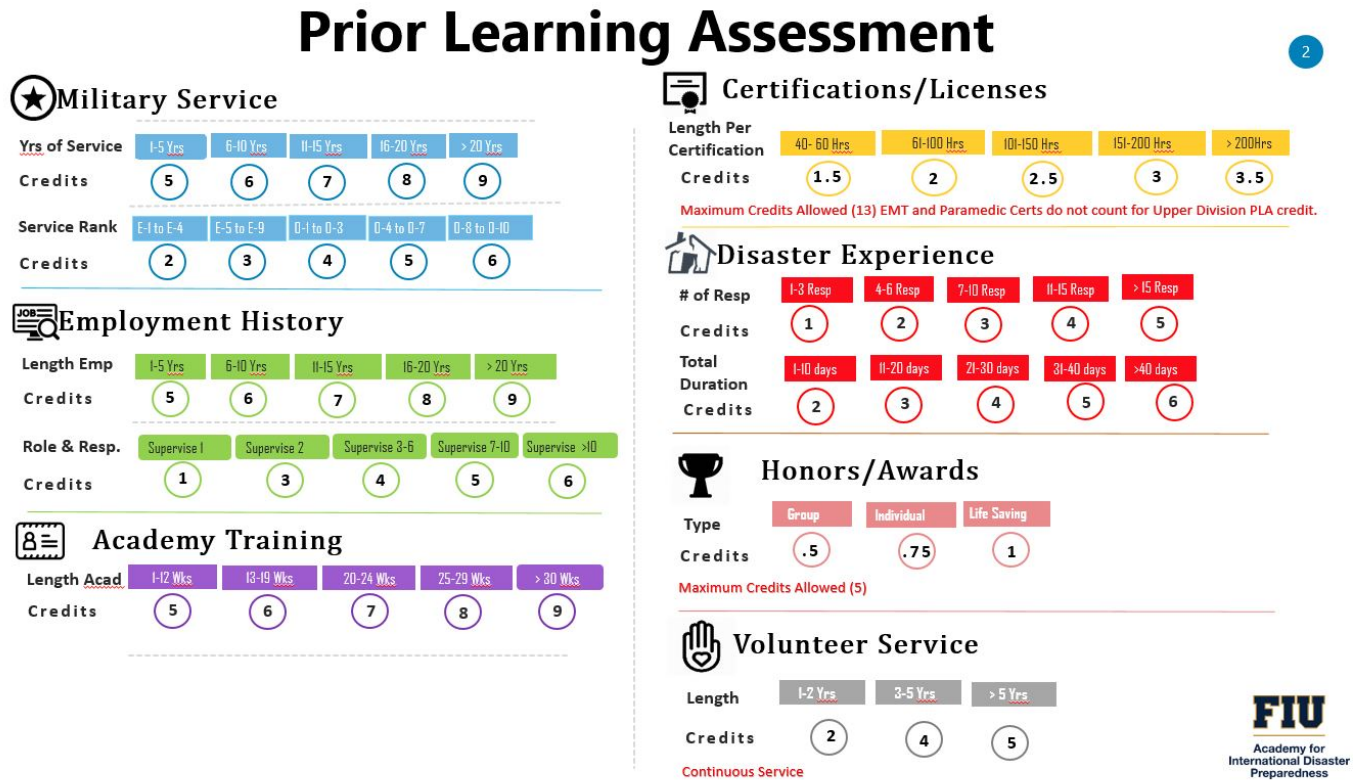 Prior Learning Assessment
2
Military Service
Yrs of Service 1-5 Yrs 6-10 Yrs 11-15 Yrs 16-20 Yrs > 20 Yrs
Credits 5 6 7 8 9
Service Rank E-1 to E-4 E-5 to E-9 O-1 to O-3 O-4 to O-7 O-8 to O-10
Credits 2 3 4 5 6
JOB
Employment History
Length Emp 1-5 Yrs 6-10 Yrs 11-15 Yrs 16-20 Yrs > 20 Yrs
Credits 5 6 7 8 9
Role & Resp. Supervise 1 Supervise 2 Supervise 3-6 Supervise 7-10 Supervise >10
Credits 1 3 4 5 6
Academy Training
Length Acad 1-12 Wks 13-19 Wks 20-24 Wks 25-29 Wks > 30 Wks
Credits 5 6 7 8 9
Certifications/Licenses
Length Per
Certification 40- 60 Hrs 61-100 Hrs 101-150 Hrs 151-200 Hrs > 200Hrs
Credits 1.5 2 2.5 3 3.5
Maximum Credits Allowed (13) EMT and Paramedic Certs do not count for Upper Division PLA credit.
Disaster Experience
# of Resp 1-3 Resp 4-6 Resp 7-10 Resp 11-15 Resp > 15 Resp
Credits 1 2 3 4 5
Total
Duration 1-10 days 11-20 days 21-30 days 31-40 days >40 days
Credits 2 3 4 5 6
Honors/Awards
Type Group Individual Life Saving
Credits .5 .75 1
Maximum Credits Allowed (5)
Volunteer Service
Length 1-2 Yrs 3-5 Yrs > 5 Yrs
Credits 2 4 5
Continuous Service
FIU
Academy for
International Disaster
Preparedness